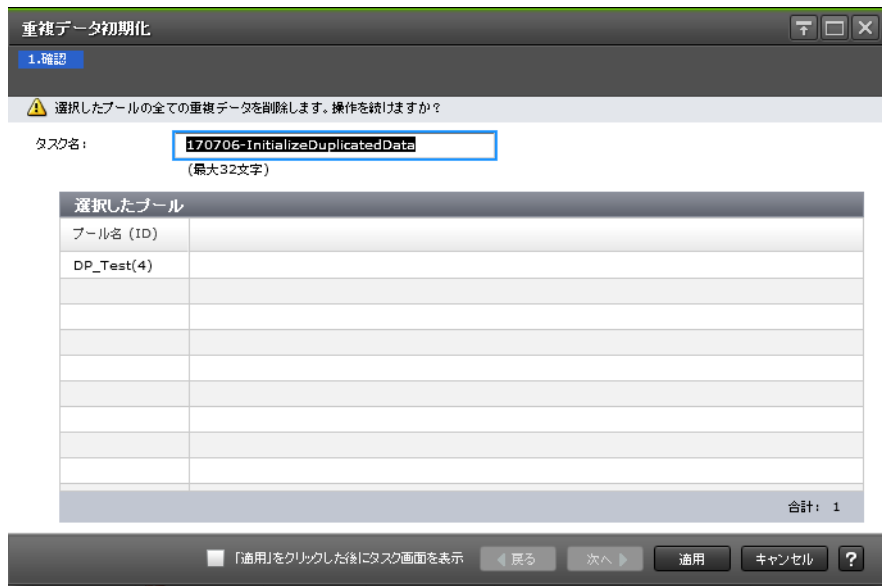 重複データ初期化
1.確認
選択したプールの全ての重複データを削除します。操作を続けますか？
タスク名：
170706-InitializeDuplicatedData
(最大32文字)
選択したプール
プール名 (ID)
DP_Test(4)
合計： 1
「適用」をクリックした後にタスク画面を表示
戻る
次へ
適用
キャンセル
?